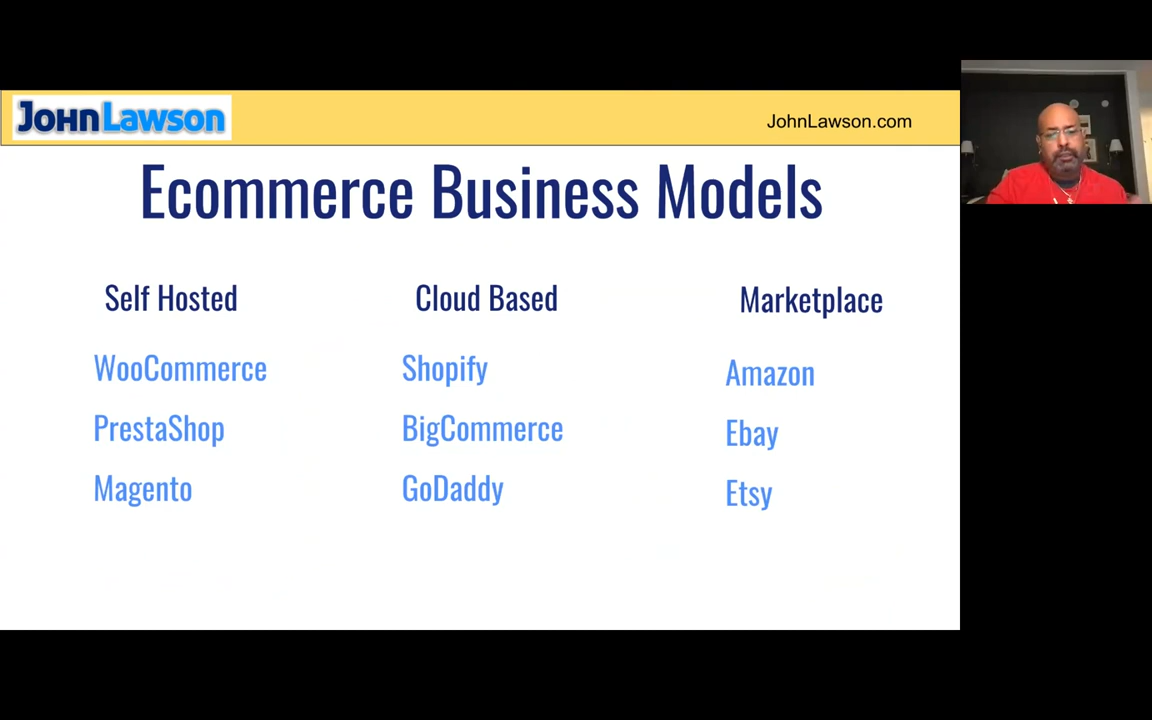 JohnLawson
JohnLawson.com
Ecommerce Business Models
Self Hosted
WooCommerce
PrestaShop
Magento
Cloud Based
Shopify
BigCommerce
GoDaddy
Marketplace
Amazon
Ebay
Etsy